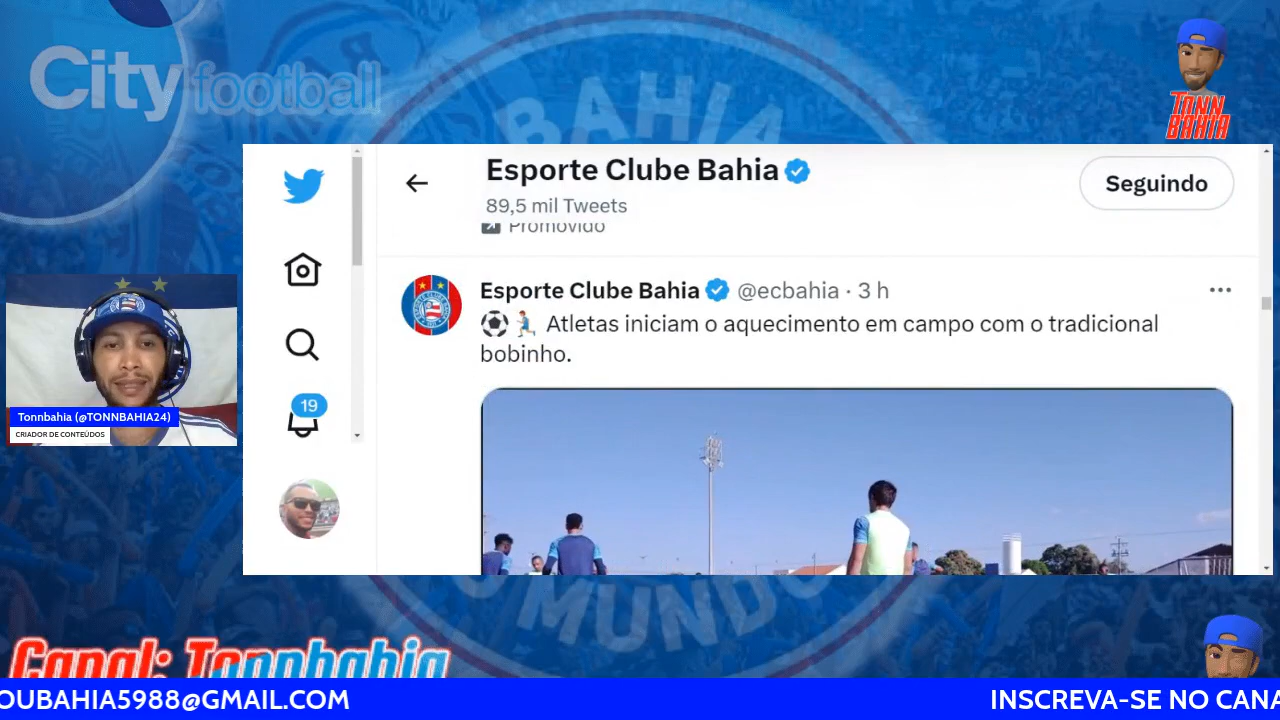 City football
BAHIA
TONN
BAHIA
Esporte Clube Bahia
Seguindo
89,5 mil Tweets
Promovido
Esporte Clube Bahia @ecbahia · 3 h
Atletas iniciam o aquecimento em campo com o tradicional
bobinho.
19
Tonnbahia (@TONNBAHIA24)
CRIADOR DE CONTEÚDOS
MUNDO
Canal: Tonnbahia
OUBAHIA5988@GMAIL.COM
INSCREVA-SE NO CANA